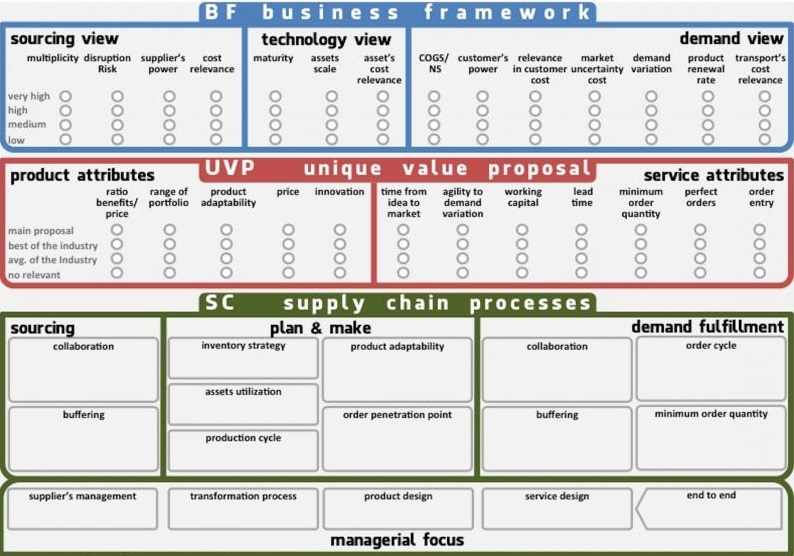 BF business framework
sourcing view
technology view
demand view
multiplicity
disruption
Risk
supplier's
power
cost
relevance
maturity
assets
scale
asset's
cost
relevance
COGS/
NS
customer's
power
relevance
in customer
cost
market
uncertainty
cost
demand
variation
product
renewal
rate
transport's
cost
relevance
very high
high
medium
low
UVP unique value proposal
product attributes
service attributes
ratio
benefits/
price
range of
portfolio
product
adaptability
price
innovation
time from
idea to
market
agility to
demand
variation
working
capital
lead
time
minimum
order
quantity
perfect
orders
order
entry
main proposal
best of the industry
avg. of the Industry
no relevant
SC supply chain processes
sourcing
plan & make
demand fulfillment
collaboration
inventory strategy
product adaptability
collaboration
order cycle
assets utilization
buffering
order penetration point
buffering
minimum order quantity
production cycle
supplier's management
transformation process
product design
service design
end to end
managerial focus